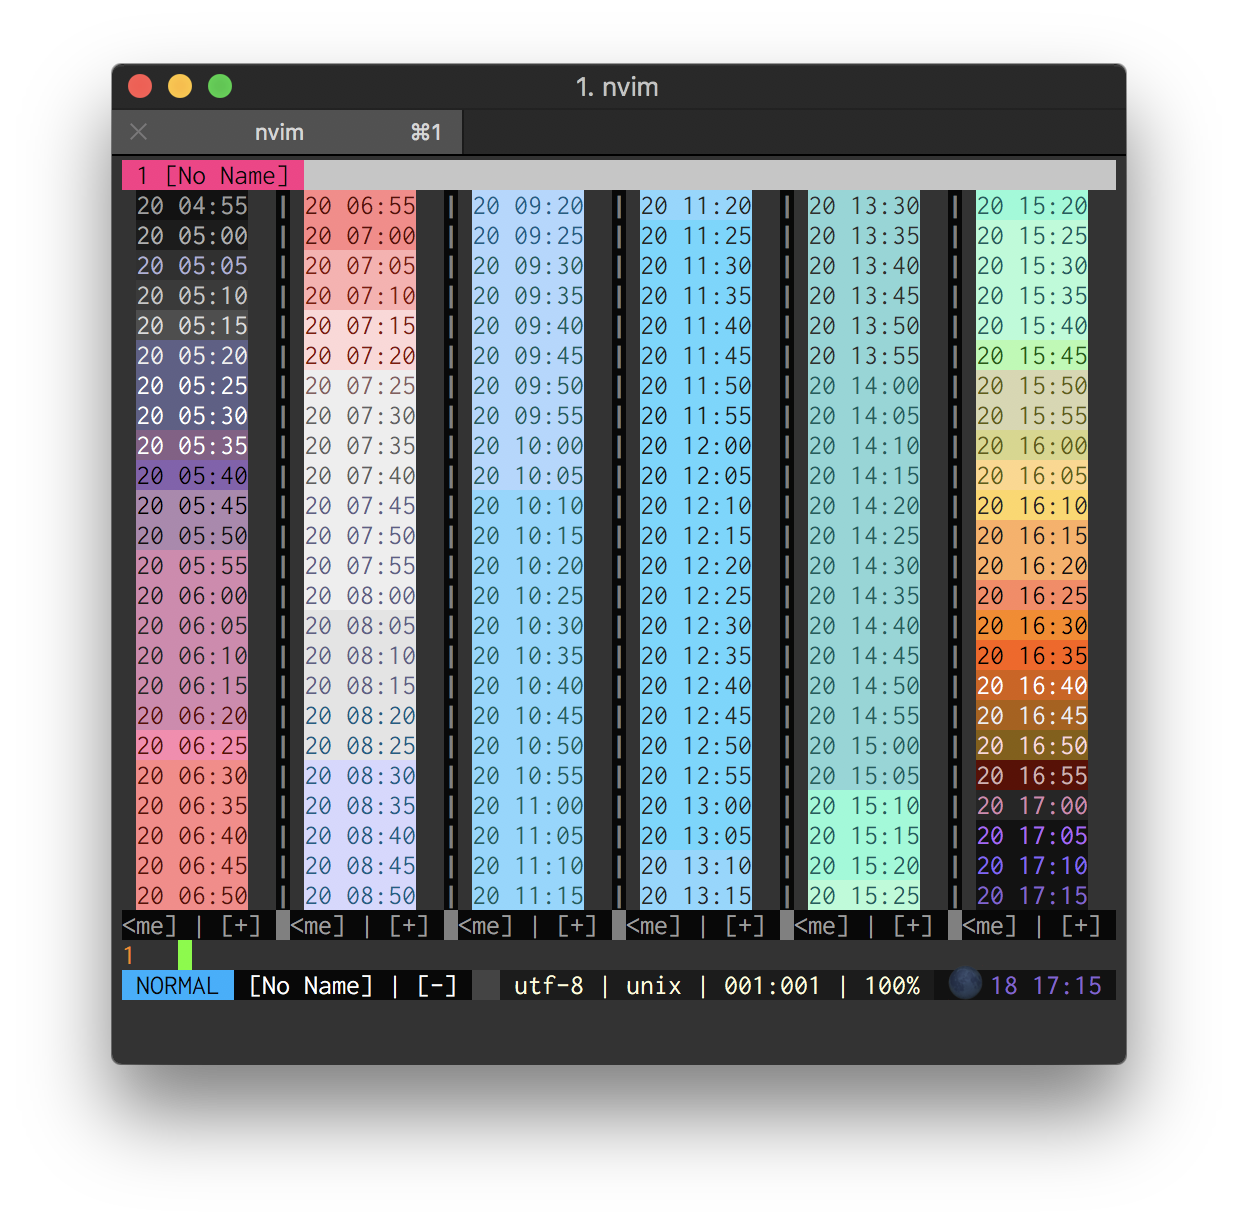 1. nvim
nvim ⌘1
1 [No Name]
20 04:55 | 20 06:55 | 20 09:20 | 20 11:20 | 20 13:30 | 20 15:20
20 05:00 | 20 07:00 | 20 09:25 | 20 11:25 | 20 13:35 | 20 15:25
20 05:05 | 20 07:05 | 20 09:30 | 20 11:30 | 20 13:40 | 20 15:30
20 05:10 | 20 07:10 | 20 09:35 | 20 11:35 | 20 13:45 | 20 15:35
20 05:15 | 20 07:15 | 20 09:40 | 20 11:40 | 20 13:50 | 20 15:40
20 05:20 | 20 07:20 | 20 09:45 | 20 11:45 | 20 13:55 | 20 15:45
20 05:25 | 20 07:25 | 20 09:50 | 20 11:50 | 20 14:00 | 20 15:50
20 05:30 | 20 07:30 | 20 09:55 | 20 11:55 | 20 14:05 | 20 15:55
20 05:35 | 20 07:35 | 20 10:00 | 20 12:00 | 20 14:10 | 20 16:00
20 05:40 | 20 07:40 | 20 10:05 | 20 12:05 | 20 14:15 | 20 16:05
20 05:45 | 20 07:45 | 20 10:10 | 20 12:10 | 20 14:20 | 20 16:10
20 05:50 | 20 07:50 | 20 10:15 | 20 12:15 | 20 14:25 | 20 16:15
20 05:55 | 20 07:55 | 20 10:20 | 20 12:20 | 20 14:30 | 20 16:20
20 06:00 | 20 08:00 | 20 10:25 | 20 12:25 | 20 14:35 | 20 16:25
20 06:05 | 20 08:05 | 20 10:30 | 20 12:30 | 20 14:40 | 20 16:30
20 06:10 | 20 08:10 | 20 10:35 | 20 12:35 | 20 14:45 | 20 16:35
20 06:15 | 20 08:15 | 20 10:40 | 20 12:40 | 20 14:50 | 20 16:40
20 06:20 | 20 08:20 | 20 10:45 | 20 12:45 | 20 14:55 | 20 16:45
20 06:25 | 20 08:25 | 20 10:50 | 20 12:50 | 20 15:00 | 20 16:50
20 06:30 | 20 08:30 | 20 10:55 | 20 12:55 | 20 15:05 | 20 16:55
20 06:35 | 20 08:35 | 20 11:00 | 20 13:00 | 20 15:10 | 20 17:00
20 06:40 | 20 08:40 | 20 11:05 | 20 13:05 | 20 15:15 | 20 17:05
20 06:45 | 20 08:45 | 20 11:10 | 20 13:10 | 20 15:20 | 20 17:10
20 06:50 | 20 08:50 | 20 11:15 | 20 13:15 | 20 15:25 | 20 17:15
<me] | [+] <me] | [+] <me] | [+] <me] | [+] <me] | [+] <me] | [+]
1
NORMAL [No Name] | [-] utf-8 | unix | 001:001 | 100% 18 17:15